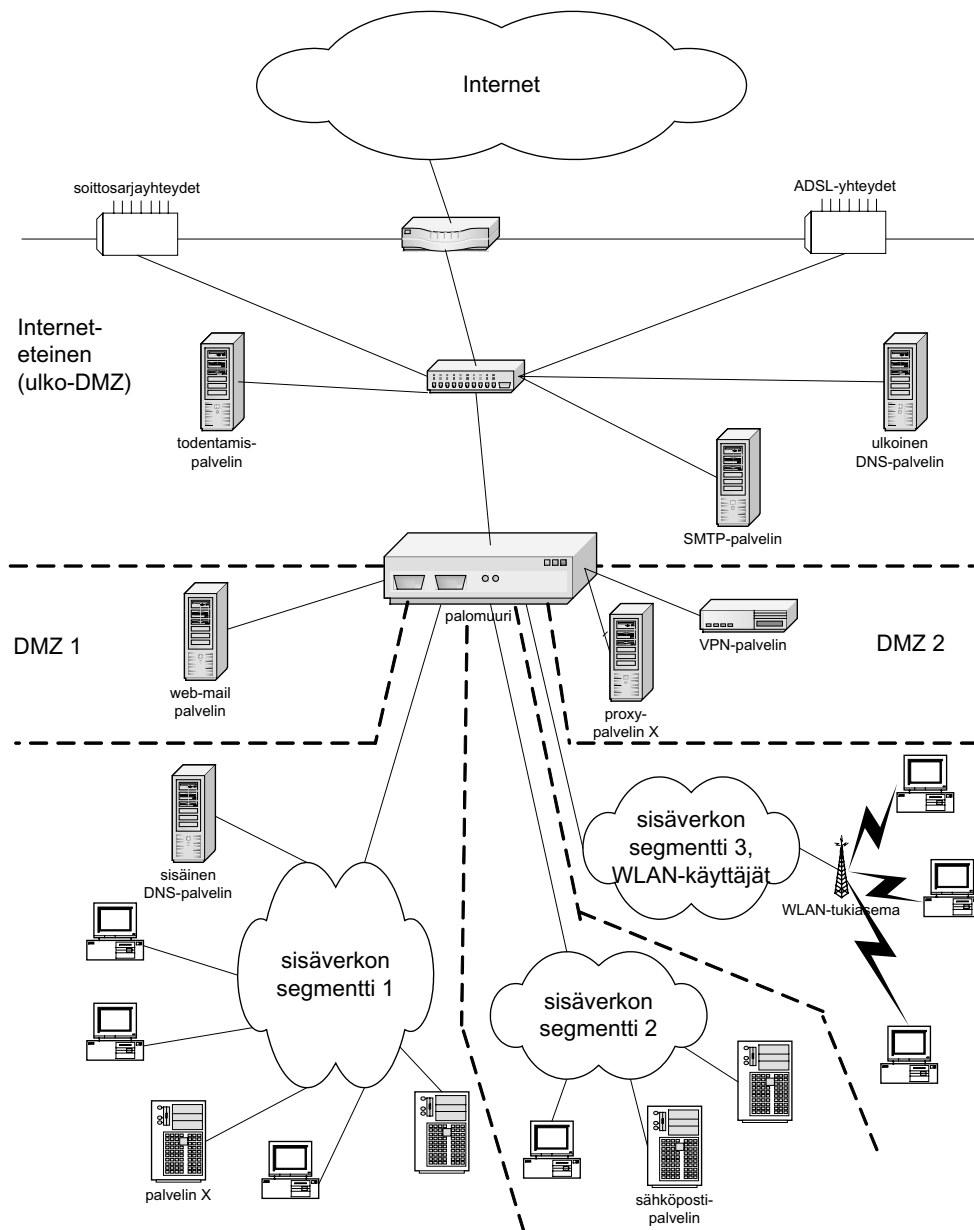 Internet
soittosarjayhteydet
ADSL-yhteydet
Internet-
eteinen
(ulko-DMZ)
todentamis-
palvelin
ulkoinen
DNS-palvelin
SMTP-palvelin
palomuuri
DMZ 1
web-mail
palvelin
VPN-palvelin
DMZ 2
proxy-
palvelin X
sisäinen
DNS-palvelin
sisäverkon
segmentti 3,
WLAN-käyttäjät
WLAN-tukiasema
sisäverkon
segmentti 1
sisäverkon
segmentti 2
palvelin X
sähköposti-
palvelin